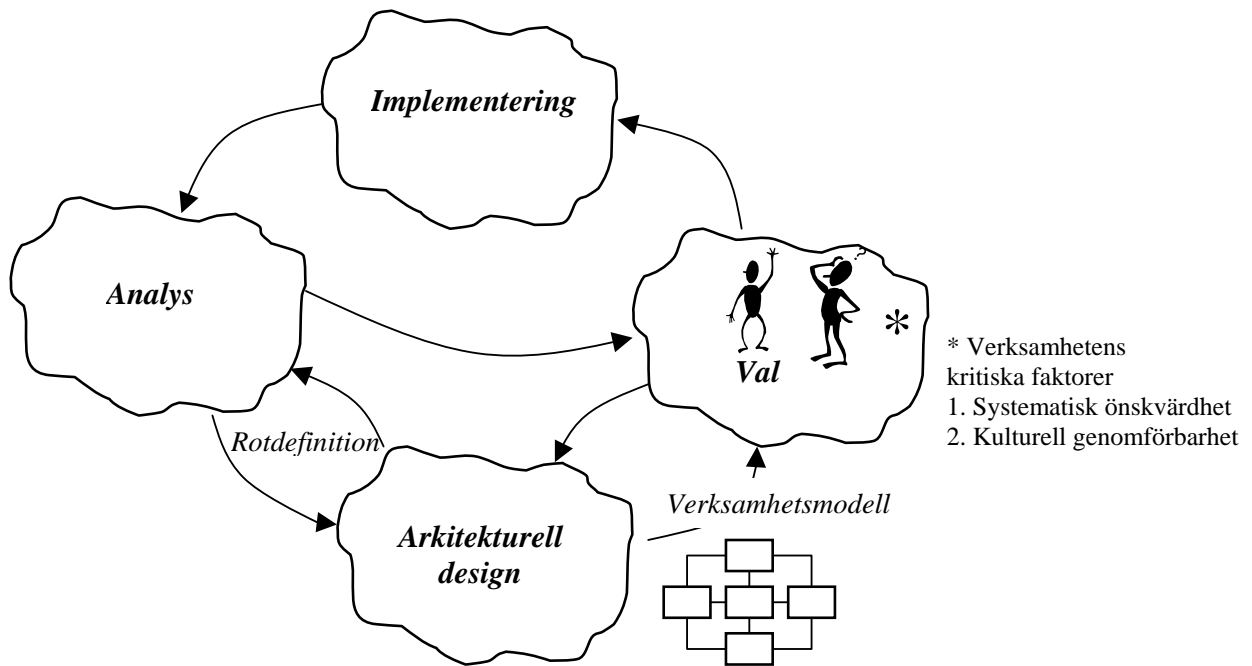 Implementering
Analys
?
*
Val
* Verksamhetens
kritiska faktorer
1. Systematisk önskvärdhet
2. Kulturell genomförbarhet
Rotdefinition
Verksamhetsmodell
Arkitekturell
design